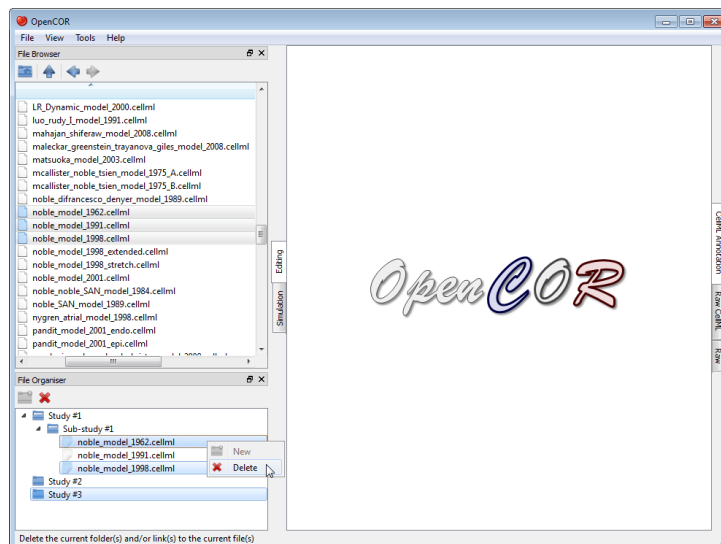 OpenCOR
File View Tools Help
File Browser
LR_Dynamic_model_2000.cellml
luo_rudy_I_model_1991.cellml
mahajan_shiferaw_model_2008.cellml
maleckar_greenstein_trayanova_giles_model_2008.cellml
matsuoka_model_2003.cellml
mcallister_noble_tsien_model_1975_A.cellml
mcallister_noble_tsien_model_1975_B.cellml
noble_difrancesco_denyer_model_1989.cellml
noble_model_1962.cellml
noble_model_1991.cellml
noble_model_1998.cellml
noble_model_1998_extended.cellml
noble_model_1998_stretch.cellml
noble_model_2001.cellml
noble_noble_SAN_model_1984.cellml
noble_SAN_model_1989.cellml
nygren_atrial_model_1998.cellml
pandit_model_2001_endo.cellml
pandit_model_2001_epi.cellml
File Organiser
Study #1
Sub-study #1
noble_model_1962.cellml
noble_model_1991.cellml
noble_model_1998.cellml
Study #2
Study #3
New
Delete
Delete the current folder(s) and/or link(s) to the current file(s)
Editing
Simulation
OpenCOR
CellML Annotation
Raw CellML
Raw